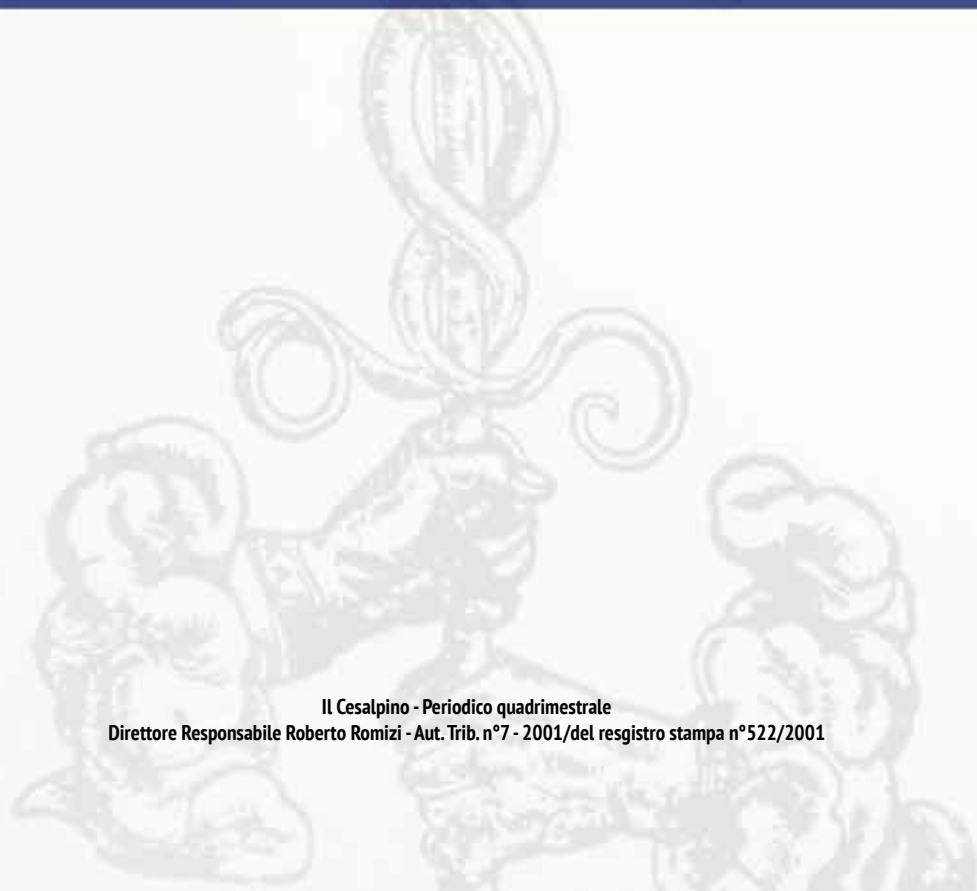 Il Cesalpino - Periodico quadrimestrale
Direttore Responsabile Roberto Romizi - Aut. Trib. n°7 - 2001/del resgistro stampa n°522/2001